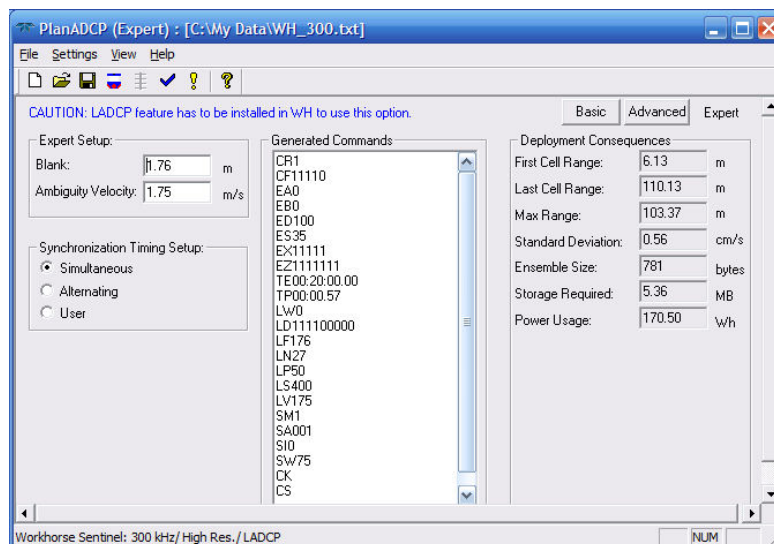 PlanADCP (Expert) : [C:\My Data\WH_300.txt]
File Settings View Help
CAUTION: LADCP feature has to be installed in WH to use this option.
Basic Advanced Expert
Expert Setup:
Blank: 1.76 m
Ambiguity Velocity: 1.75 m/s
Synchronization Timing Setup:
Simultaneous
Alternating
User
Generated Commands
CR1
CF11110
EA0
EB0
ED100
ES35
EX11111
EZ1111111
TE00:20:00.00
TP00:00.57
LW0
LD111100000
LF176
LN27
LP50
LS400
LV175
SM1
SA001
SI0
SW75
CK
CS
Deployment Consequences
First Cell Range: 6.13 m
Last Cell Range: 110.13 m
Max Range: 103.37 m
Standard Deviation: 0.56 cm/s
Ensemble Size: 781 bytes
Storage Required: 5.36 MB
Power Usage: 170.50 Wh
Workhorse Sentinel: 300 kHz/ High Res./ LADCP
NUM